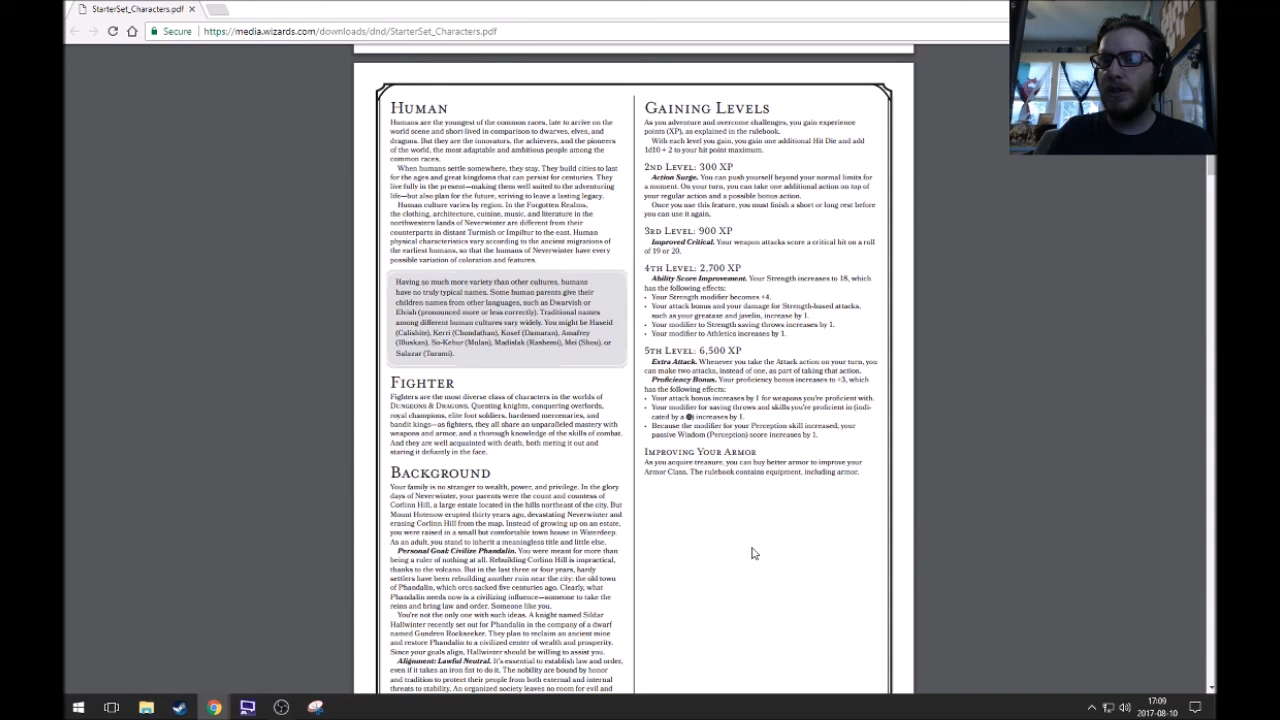 StarterSet_Characters.pdf
Secure
https://media.wizards.com/downloads/dnd/StarterSet_Characters.pdf
Human
Humans are the youngest of the common races, late to arrive on the
world scene and short-lived in comparison to dwarves, elves, and
dragons. But they are the innovators, the achievers, and the pioneers
of the world, the most adaptable and ambitious people among the
common races.
When humans settle somewhere, they stay. They build cities to last
for the ages and great kingdoms that can persist for centuries. They
live fully in the present—making them well suited to the adventuring
life—but also plan for the future, striving to leave a lasting legacy.
Human culture varies by region. In the Forgotten Realms,
the clothing, architecture, cuisine, music, and literature in the
northwestern lands of Neverwinter are different from their
counterparts in distant Turmish or Impiltur to the east. Human
physical characteristics vary according to the ancient migrations of
the earliest humans, so that the humans of Neverwinter have every
possible variation of coloration and features.
Having so much more variety than other cultures, humans
have no truly typical names. Some human parents give their
children names from other languages, such as Dwarvish or
Elvish (pronounced more or less correctly). Traditional names
among different human cultures vary widely. You might be Haseid
(Calishite), Kerri (Chondathan), Kosef (Damaran), Amafrey
(Illuskan), So-Kehur (Mulan), Madislak (Rashemi), Mei (Shou), or
Salazar (Turami).
Fighter
Fighters are the most diverse class of characters in the worlds of
Dungeons & Dragons. Questing knights, conquering overlords,
royal champions, elite foot soldiers, hardened mercenaries, and
bandit kings—as fighters, they all share an unparalleled mastery with
weapons and armor, and a thorough knowledge of the skills of combat.
And they are well acquainted with death, both meting it out and
staring it defiantly in the face.
Background
Your family is no stranger to wealth, power, and privilege. In the glory
days of Neverwinter, your parents were the count and countess of
Corlinn Hill, a large estate located in the hills northeast of the city. But
Mount Hotenow erupted thirty years ago, devastating Neverwinter and
erasing Corlinn Hill from the map. Instead of growing up on an estate,
you were raised in a small but comfortable town house in Waterdeep.
As an adult, you stand to inherit a meaningless title and little else.
Personal Goal: Civilize Phandalin. You were meant for more than
being a ruler of nothing at all. Rebuilding Corlinn Hill is impractical,
thanks to the volcano. But in the last three or four years, hardy
settlers have been rebuilding another ruin near the city: the old town
of Phandalin, which orcs sacked five centuries ago. Clearly, what
Phandalin needs now is a civilizing influence—someone to take the
reins and bring law and order. Someone like you.
You're not the only one with such ideas. A knight named Sildar
Hallwinter recently set out for Phandalin in the company of a dwarf
named Gundren Rockseeker. They plan to reclaim an ancient mine
and restore Phandalin to a civilized center of wealth and prosperity.
Since your goals align, Hallwinter should be willing to assist you.
Alignment: Lawful Neutral. It's essential to establish law and order,
even if it takes an iron fist to do it. The nobility are bound by honor
and tradition to protect their people from both external and internal
threats to stability. An organized society leaves no room for evil and
Gaining Levels
As you adventure and overcome challenges, you gain experience
points (XP), as explained in the rulebook.
With each level you gain, you gain one additional Hit Die and add
1d10 + 2 to your hit point maximum.
2nd Level: 300 XP
Action Surge. You can push yourself beyond your normal limits for
a moment. On your turn, you can take one additional action on top of
your regular action and a possible bonus action.
Once you use this feature, you must finish a short or long rest before
you can use it again.
3rd Level: 900 XP
Improved Critical. Your weapon attacks score a critical hit on a roll
of 19 or 20.
4th Level: 2,700 XP
Ability Score Improvement. Your Strength increases to 18, which
has the following effects:
• Your Strength modifier becomes +4.
• Your attack bonus and your damage for Strength-based attacks,
such as your greataxe and javelin, increase by 1.
• Your modifier to Strength saving throws increases by 1.
• Your modifier to Athletics increases by 1.
5th Level: 6,500 XP
Extra Attack. Whenever you take the Attack action on your turn, you
can make two attacks, instead of one, as part of taking that action.
Proficiency Bonus. Your proficiency bonus increases to +3, which
has the following effects:
• Your attack bonus increases by 1 for weapons you're proficient with.
• Your modifier for saving throws and skills you're proficient in (indi-
cated by a ●) increases by 1.
• Because the modifier for your Perception skill increased, your
passive Wisdom (Perception) score increases by 1.
Improving Your Armor
As you acquire treasure, you can buy better armor to improve your
Armor Class. The rulebook contains equipment, including armor.
17:09
2017-08-10